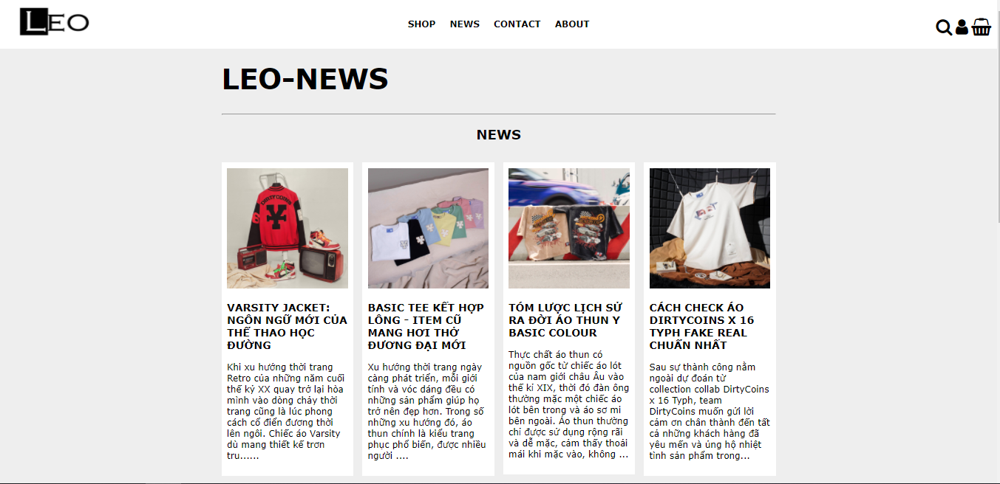 LEO
SHOP NEWS CONTACT ABOUT
LEO-NEWS
NEWS
DIRTYCOINS
VARSITY JACKET:
NGÔN NGỮ MỚI CỦA
THỂ THAO HỌC
ĐƯỜNG
Khi xu hướng thời trang
Retro của những năm cuối
thế kỷ XX quay trở lại hòa
mình vào dòng chảy thời
trang cũng là lúc phong
cách cổ điển đương thời
lên ngôi. Chiếc áo Varsity
dù mang thiết kế trơn
tru......
BASIC TEE KẾT HỢP
LÔNG - ITEM CŨ
MANG HƠI THỞ
ĐƯƠNG ĐẠI MỚI
Xu hướng thời trang ngày
càng phát triển, mỗi giới
tính và vóc dáng đều có
những sản phẩm giúp họ
trở nên đẹp hơn. Trong số
những xu hướng đó, áo
thun chính là kiểu trang
phục phổ biến, được nhiều
người ....
TÓM LƯỢC LỊCH SỬ
RA ĐỜI ÁO THUN Y
BASIC COLOUR
Thực chất áo thun có
nguồn gốc từ chiếc áo lót
của nam giới châu Âu vào
thế kỉ XIX, thời đó đàn ông
thường mặc một chiếc áo
lót bên trong và áo sơ mi
bên ngoài. Áo thun thường
chỉ được sử dụng rộng rãi
và dễ mặc, cảm thấy thoải
mái khi mặc vào, không ...
CÁCH CHECK ÁO
DIRTYCOINS X 16
TYPH FAKE REAL
CHUẨN NHẤT
Sau sự thành công nằm
ngoài dự đoán từ
collection collab DirtyCoins
x 16 Typh, team
DirtyCoins muốn gửi lời
cảm ơn chân thành đến tất
cả những khách hàng đã
yêu mến và ủng hộ nhiệt
tình sản phẩm trong...